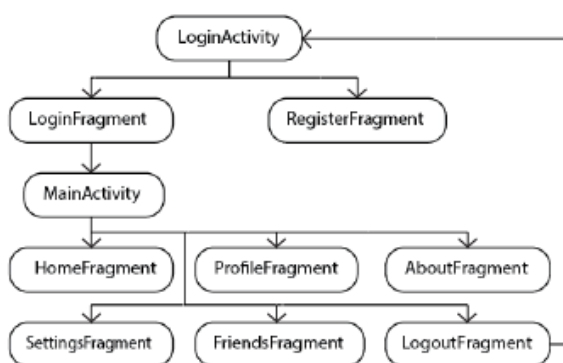 LoginActivity
LoginFragment
RegisterFragment
MainActivity
HomeFragment
ProfileFragment
AboutFragment
SettingsFragment
FriendsFragment
LogoutFragment